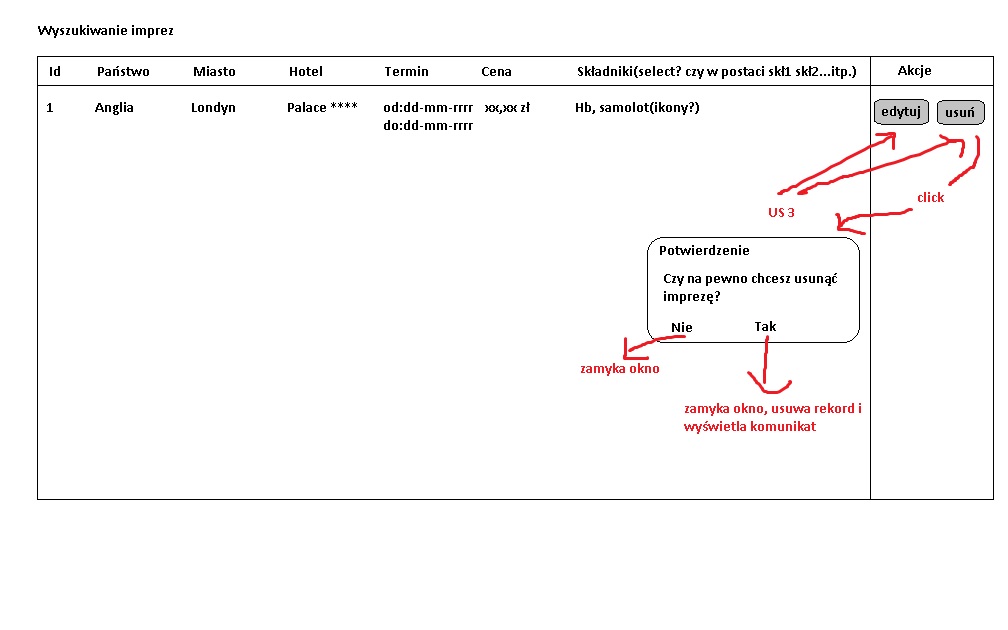 Wyszukiwanie imprez
Id Państwo Miasto Hotel Termin Cena Składniki(select? czy w postaci skł1 skł2...itp.) Akcje
1 Anglia Londyn Palace **** od:dd-mm-rrrr xx,xx zł Hb, samolot(ikony?) edytuj usuń
do:dd-mm-rrrr
click
US 3
Potwierdzenie
Czy na pewno chcesz usunąć
imprezę?
Nie Tak
zamyka okno
zamyka okno, usuwa rekord i
wyświetla komunikat